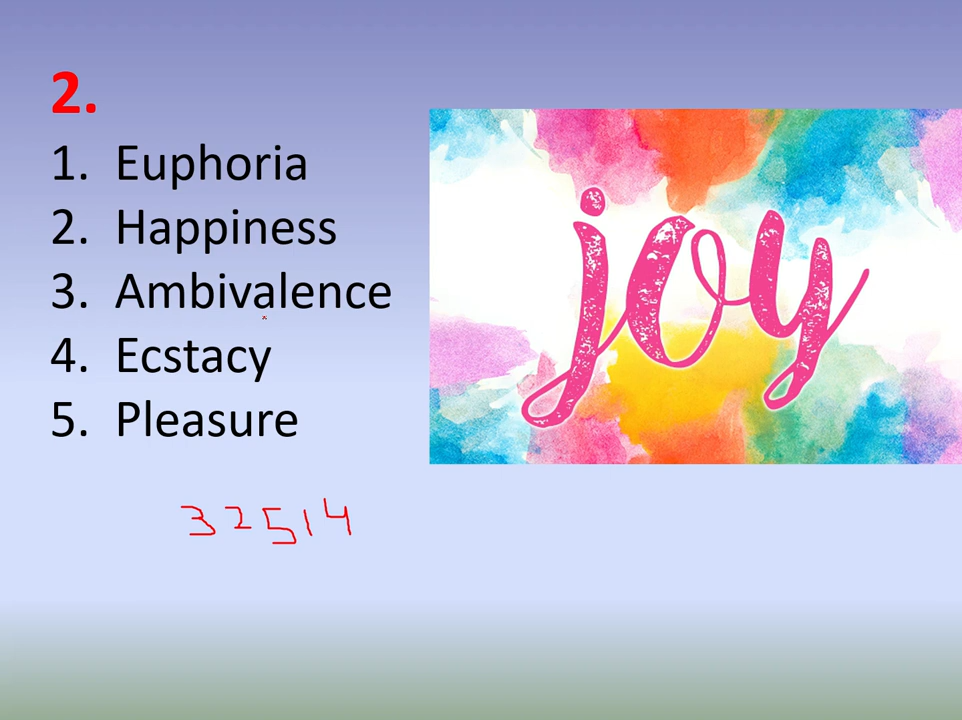 2.
1. Euphoria
2. Happiness
3. Ambivalence
4. Ecstacy
5. Pleasure
joy
32514